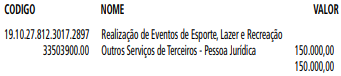 CODIGO NOME VALOR
19.10.27.812.3017.2897 Realização de Eventos de Esporte, Lazer e Recreação
33503900.00 Outros Serviços de Terceiros - Pessoa Jurídica 150.000,00
150.000,00